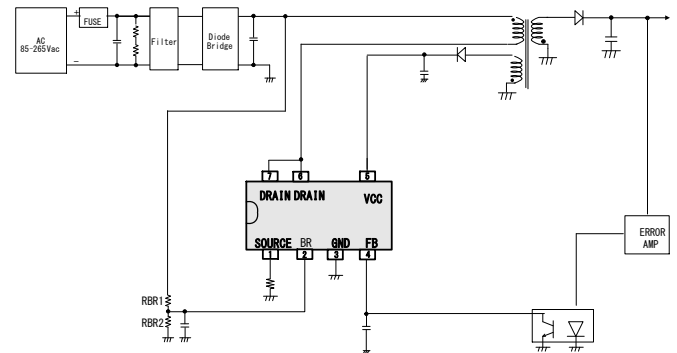 AC
85-265Vac
+
−
FUSE
Filter
Diode
Bridge
7
6
5
DRAIN DRAIN
VCC
SOURCE BR GND FB
1
2
3
4
RBR1
RBR2
ERROR
AMP